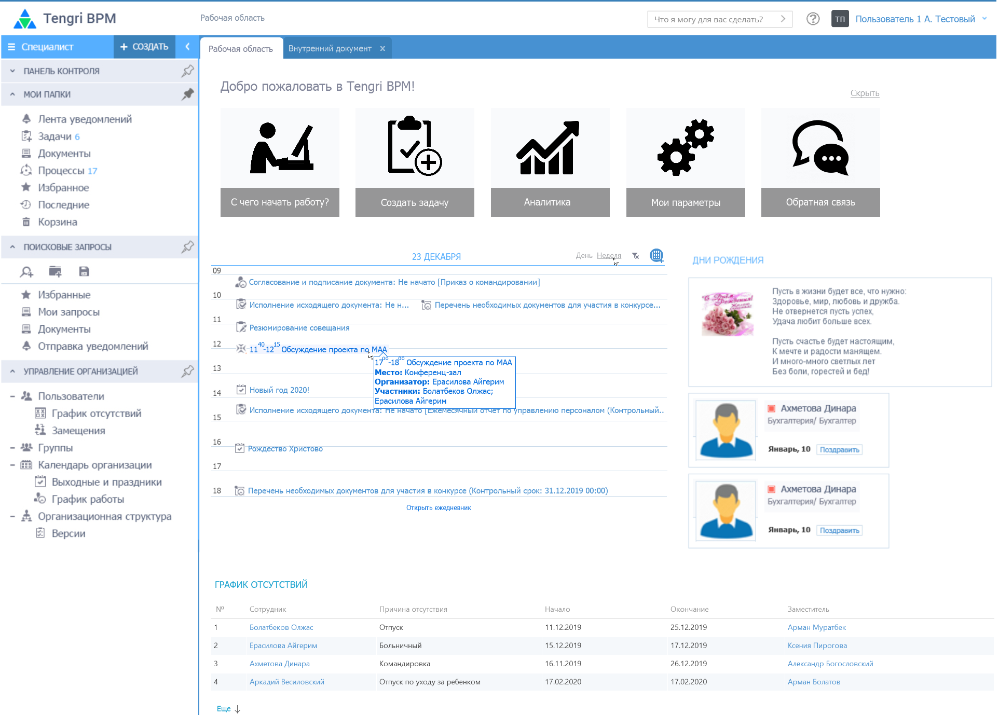 Tengri BPM
Рабочая область
Что я могу для вас сделать?
?
ТП
Пользователь 1 А. Тестовый
Специалист
+ СОЗДАТЬ
Рабочая область
Внутренний документ x
ПАНЕЛЬ КОНТРОЛЯ
МОИ ПАПКИ
Лента уведомлений
Задачи 6
Документы
Процессы 17
Избранное
Последние
Корзина
ПОИСКОВЫЕ ЗАПРОСЫ
Избранные
Мои запросы
Документы
Отправка уведомлений
УПРАВЛЕНИЕ ОРГАНИЗАЦИЕЙ
Пользователи
График отсутствий
Замещения
Группы
Календарь организации
Выходные и праздники
График работы
Организационная структура
Версии
Добро пожаловать в Tengri BPM!
Скрыть
С чего начать работу?
Создать задачу
Аналитика
Мои параметры
Обратная связь
23 ДЕКАБРЯ
День Неделя
09
Согласование и подписание документа: Не начато [Приказ о командировании]
10
Исполнение исходящего документа: Не н...
Перечень необходимых документов для участия в конкурсе...
11
Резюмирование совещания
12
11 40 -12 15 Обсуждение проекта по МАА
17 00 -18 00 Обсуждение проекта по МАА
Место: Конференц-зал
Организатор: Ерасилова Айгерим
Участники: Болатбеков Олжас;
Ерасилова Айгерим
13
14
Новый год 2020!
15
Исполнение исходящего документа: Не начато [Ежемесячный отчет по управлению персоналом (Контрольный..
16
Рождество Христово
17
18
Перечень необходимых документов для участия в конкурсе (Контрольный срок: 31.12.2019 00:00)
Открыть ежедневник
ДНИ РОЖДЕНИЯ
С Днём
Рождения!
Пусть в жизни будет все, что нужно:
Здоровье, мир, любовь и дружба.
Не отвернется пусть успех,
Удача любит больше всех.
Пусть счастье будет настоящим,
К мечте и радости манящем.
И много-много светлых лет
Без боли, горестей и бед!
Ахметова Динара
Бухгалтерия/ Бухгалтер
Январь, 10 Поздравить
Ахметова Динара
Бухгалтерия/ Бухгалтер
Январь, 10 Поздравить
ГРАФИК ОТСУТСТВИЙ
№ Сотрудник Причина отсутствия Начало Окончание Заместитель
1 Болатбеков Олжас Отпуск 11.12.2019 25.12.2019 Арман Муратбек
2 Ерасилова Айгерим Больничный 15.12.2019 17.12.2019 Ксения Пирогова
3 Ахметова Динара Командировка 16.11.2019 26.12.2019 Александр Богословский
4 Аркадий Весиловский Отпуск по уходу за ребенком 17.02.2020 17.02.2020 Арман Болатов
Еще